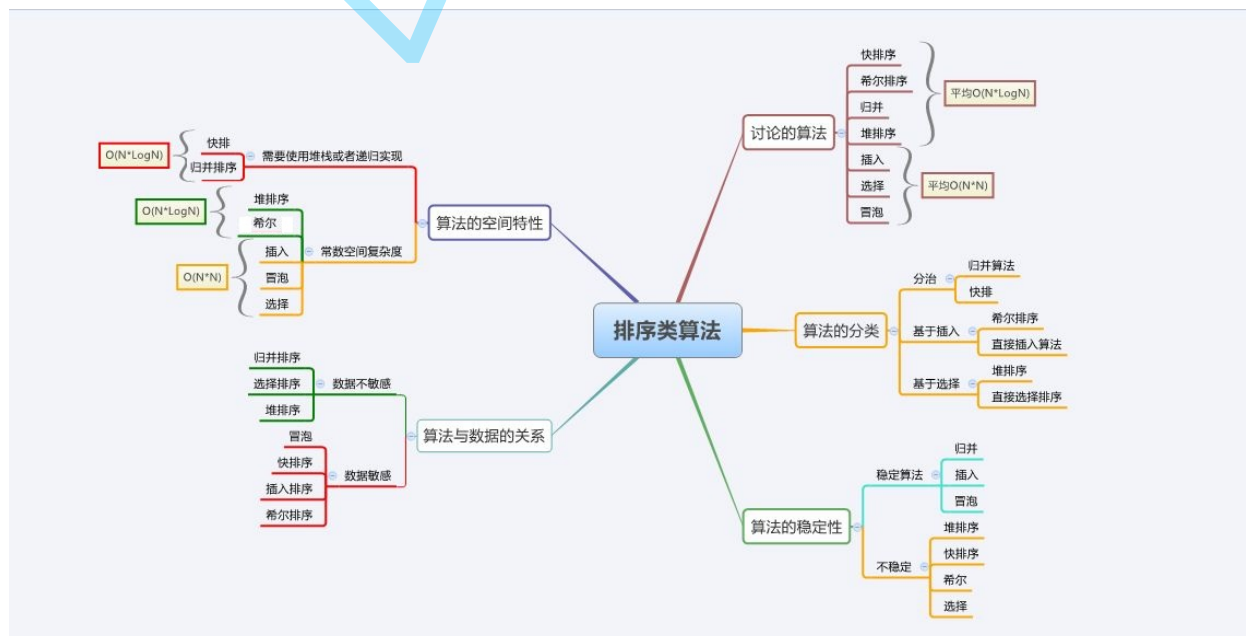 排序类算法
讨论的算法
快排序
希尔排序
归并
堆排序
插入
选择
冒泡
平均O(N*LogN)
平均O(N*N)
算法的分类
分治
归并算法
快排
基于插入
希尔排序
直接插入算法
基于选择
堆排序
直接选择排序
算法的稳定性
稳定算法
归并
插入
冒泡
不稳定
堆排序
快排序
希尔
选择
算法的空间特性
需要使用堆栈或者递归实现
快排
归并排序
O(N*LogN)
常数空间复杂度
堆排序
希尔
插入
冒泡
选择
O(N*LogN)
O(N*N)
算法与数据的关系
数据不敏感
归并排序
选择排序
堆排序
数据敏感
冒泡
快排序
插入排序
希尔排序